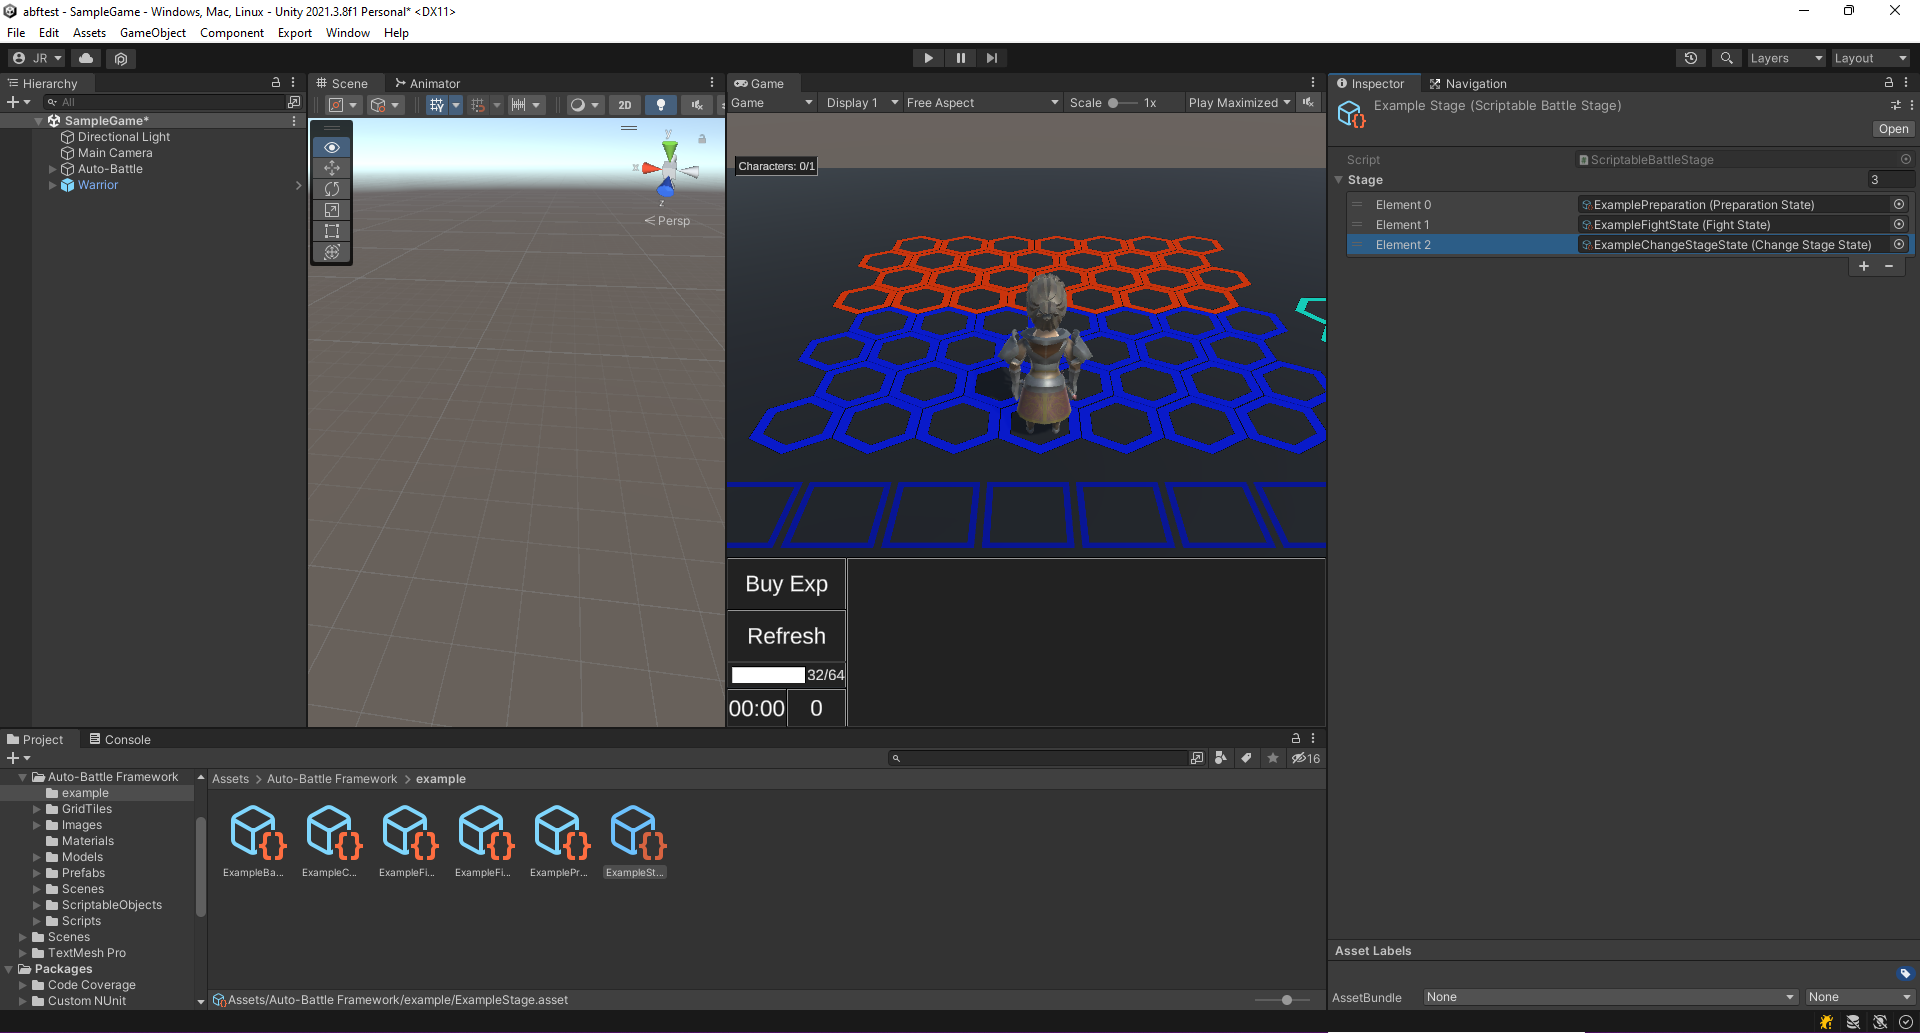 abftest - SampleGame - Windows, Mac, Linux - Unity 2021.3.8f1 Personal* <DX11>
File Edit Assets GameObject Component Export Window Help
JR
Layers
Layout
Hierarchy
All
SampleGame*
Directional Light
Main Camera
Auto-Battle
Warrior
Scene
Animator
2D
y
x
z
Persp
Game
Game
Display 1
Free Aspect
Scale
1x
Play Maximized
Characters: 0/1
Buy Exp
Refresh
32/64
00:00
0
Inspector
Navigation
Example Stage (Scriptable Battle Stage)
Open
Script
ScriptableBattleStage
Stage
3
Element 0
ExamplePreparation (Preparation State)
Element 1
ExampleFightState (Fight State)
Element 2
ExampleChangeStageState (Change Stage State)
Asset Labels
AssetBundle
None
None
Project
Console
16
Auto-Battle Framework
example
GridTiles
Images
Materials
Models
Prefabs
Scenes
ScriptableObjects
Scripts
Scenes
TextMesh Pro
Packages
Code Coverage
Custom NUnit
Assets > Auto-Battle Framework > example
ExampleBa...
ExampleC...
ExampleFi...
ExampleFi...
ExamplePr...
ExampleSt...
Assets/Auto-Battle Framework/example/ExampleStage.asset